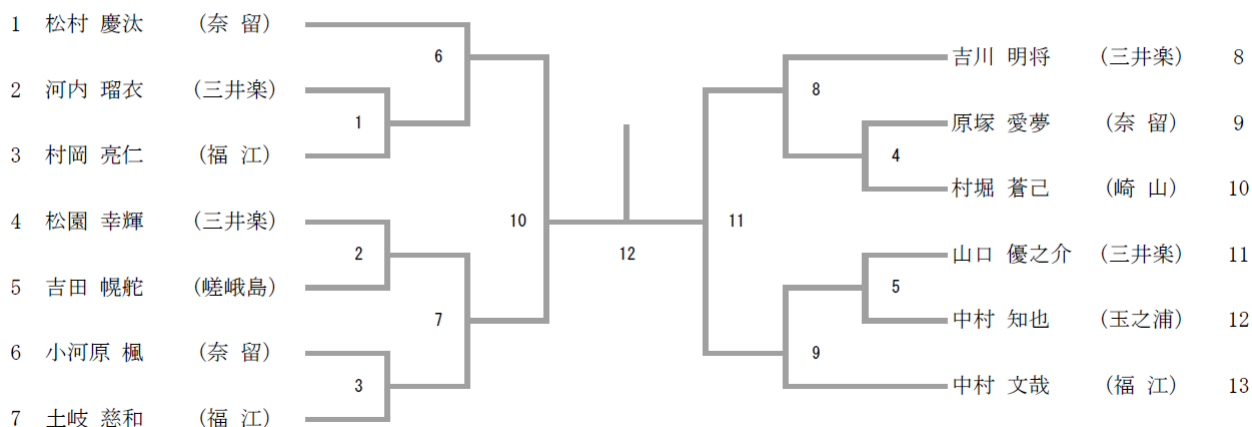 1 松村 慶汰 (奈 留)
2 河内 瑠衣 (三井楽)
3 村岡 亮仁 (福 江)
4 松園 幸輝 (三井楽)
5 吉田 幌舵 (嵯峨島)
6 小河原 楓 (奈 留)
7 土岐 慈和 (福 江)
6
1
2
7
3
10
12
11
8
4
5
9
吉川 明将 (三井楽) 8
原塚 愛夢 (奈 留) 9
村堀 蒼己 (崎 山) 10
山口 優之介 (三井楽) 11
中村 知也 (玉之浦) 12
中村 文哉 (福 江) 13